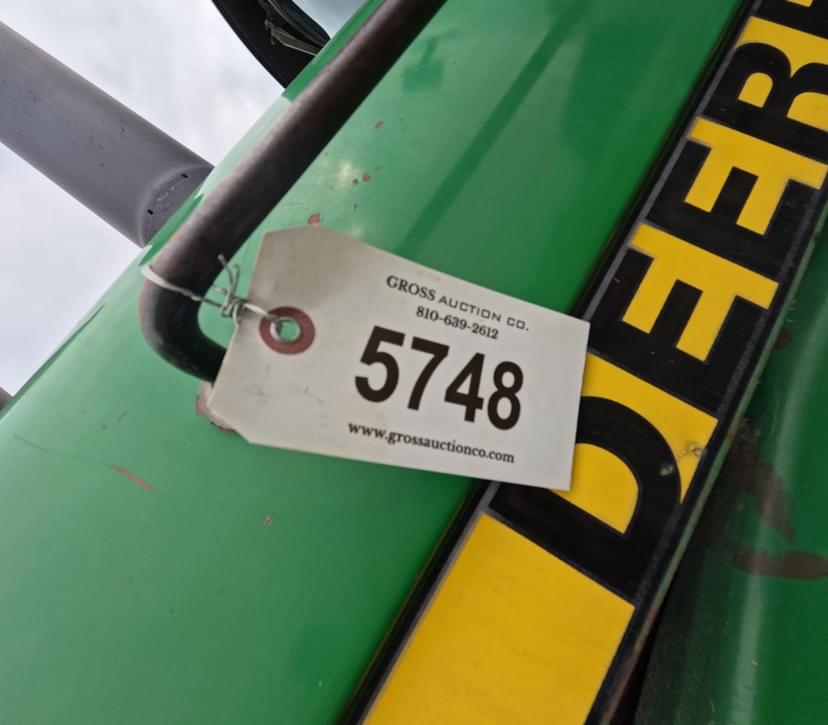 GROSS AUCTION CO.
810-639-2612
5748
www.grossauctionco.com
DEER